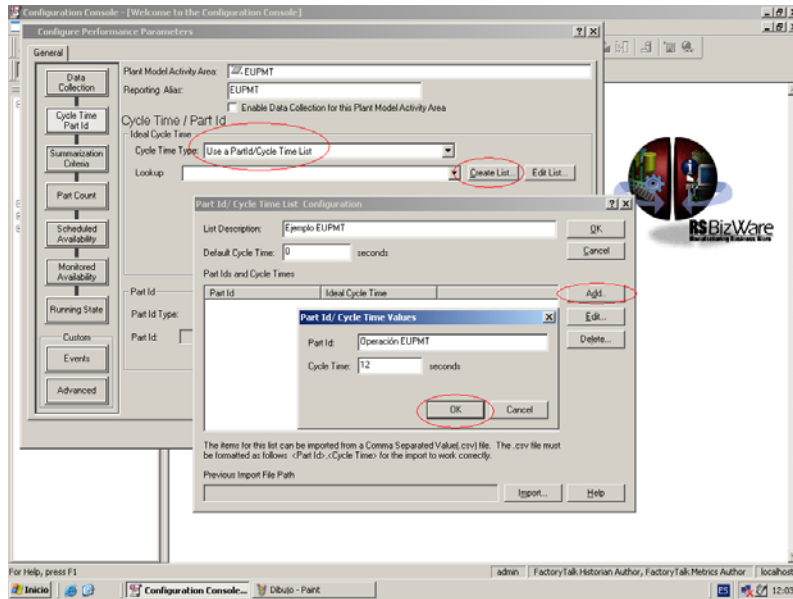 Configuration Console - [Welcome to the Configuration Console]
Configure Performance Parameters
General
Data Collection
Cycle Time Part Id
Summarization Criteria
Part Count
Scheduled Availability
Monitored Availability
Running State
Custom
Events
Advanced
Plant Model Activity Area: EUPMT
Reporting Alias: EUPMT
Enable Data Collection for this Plant Model Activity Area
Cycle Time / Part Id
Ideal Cycle Time
Cycle Time Type: Use a PartId/Cycle Time List
Lookup Create List... Edit List...
Part Id
Part Id Type:
Part Id:
RSBizWare
Manufacturing Business Ware
Part Id/ Cycle Time List Configuration
List Description: Ejemplo EUPMT OK
Default Cycle Time: 0 seconds Cancel
Part Ids and Cycle Times
Part Id Ideal Cycle Time Add...
Edit...
Delete...
Part Id/ Cycle Time Values
Part Id: Operación EUPMT
Cycle Time: 12 seconds
OK Cancel
The items for this list can be imported from a Comma Separated Value(.csv) file. The .csv file must
be formatted as follows <Part Id>,<Cycle Time> for the import to work correctly.
Previous Import File Path
Import... Help
For Help, press F1 admin FactoryTalk Historian Author, FactoryTalk Metrics Author localhost
Inicio Configuration Console... Dibujo - Paint ES 12:03